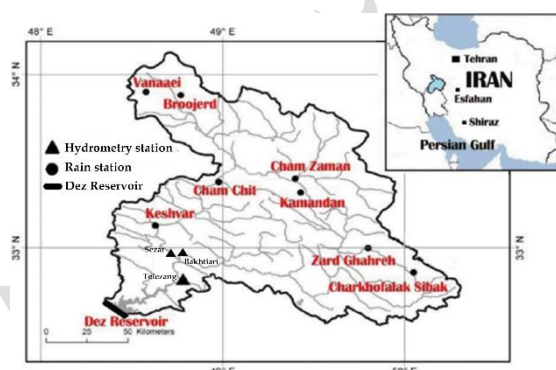 48° E
49° E
34° N
Tehran
IRAN
Esfahan
Shiraz
Persian Gulf
Vanaaei
Broojerd
Hydrometry station
Rain station
Dez Reservoir
Cham Zaman
Cham Chit
Kamandan
Keshvar
33° N
33° N
Sezar
Bakhtiari
Zard Ghahreh
Telezang
Charkhofalak Sibak
Dez Reservoir
0 25 50 Kilometers